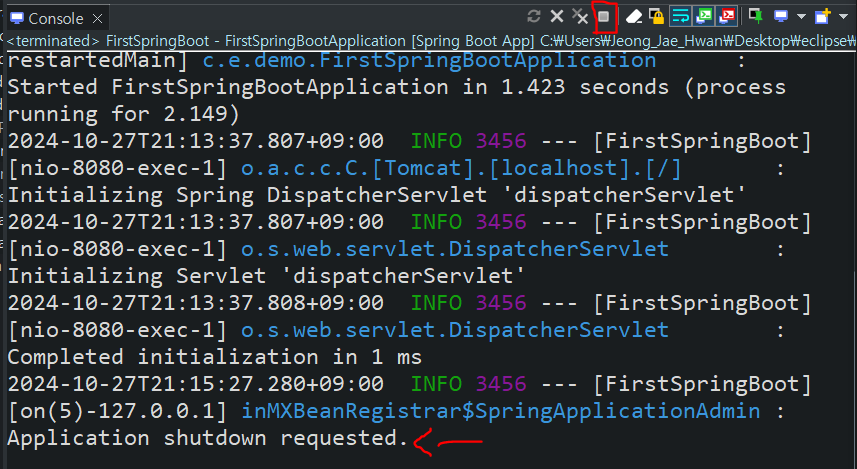 Console
<terminated> FirstSpringBoot - FirstSpringBootApplication [Spring Boot App] C:₩Users₩Jeong_Jae_Hwan₩Desktop₩eclipse₩
restartedMain] c.e.demo.FirstSpringBootApplication      :
Started FirstSpringBootApplication in 1.423 seconds (process
running for 2.149)
2024-10-27T21:13:37.807+09:00  INFO 3456 --- [FirstSpringBoot]
[nio-8080-exec-1] o.a.c.c.C.[Tomcat].[localhost].[/]       :
Initializing Spring DispatcherServlet 'dispatcherServlet'
2024-10-27T21:13:37.807+09:00  INFO 3456 --- [FirstSpringBoot]
[nio-8080-exec-1] o.s.web.servlet.DispatcherServlet        :
Initializing Servlet 'dispatcherServlet'
2024-10-27T21:13:37.808+09:00  INFO 3456 --- [FirstSpringBoot]
[nio-8080-exec-1] o.s.web.servlet.DispatcherServlet        :
Completed initialization in 1 ms
2024-10-27T21:15:27.280+09:00  INFO 3456 --- [FirstSpringBoot]
[on(5)-127.0.0.1] inMXBeanRegistrar$SpringApplicationAdmin :
Application shutdown requested.